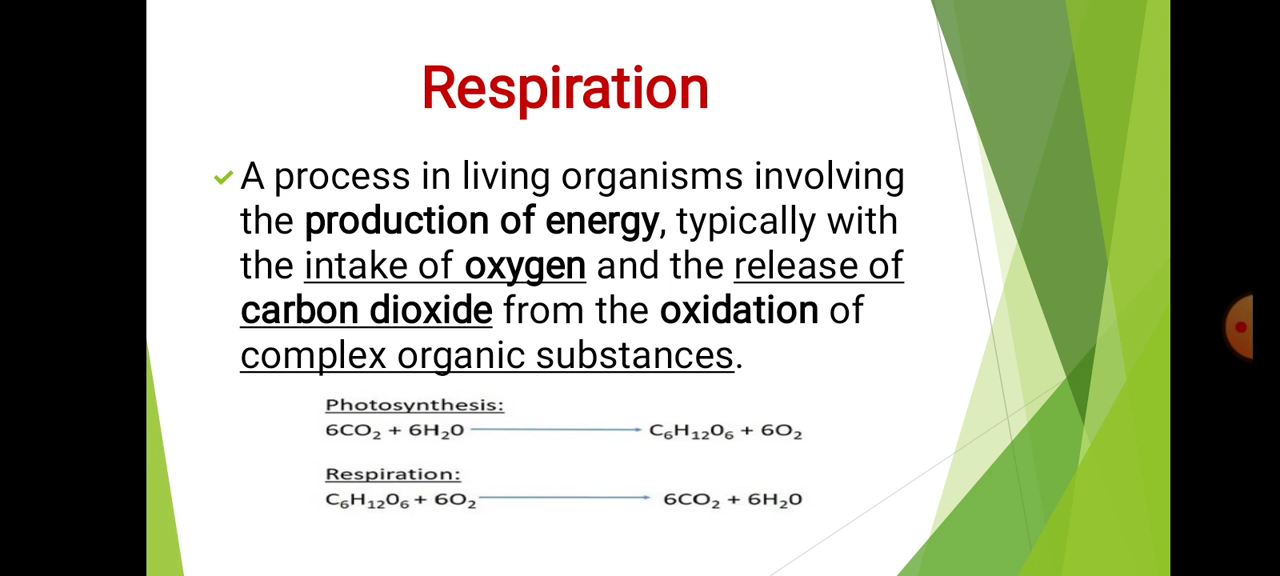 Respiration
A process in living organisms involving
the production of energy, typically with
the intake of oxygen and the release of
carbon dioxide from the oxidation of
complex organic substances.
Photosynthesis:
6CO₂ + 6H₂0 → C₆H₁₂0₆ + 6O₂
Respiration:
C₆H₁₂0₆ + 6O₂ → 6CO₂ + 6H₂0